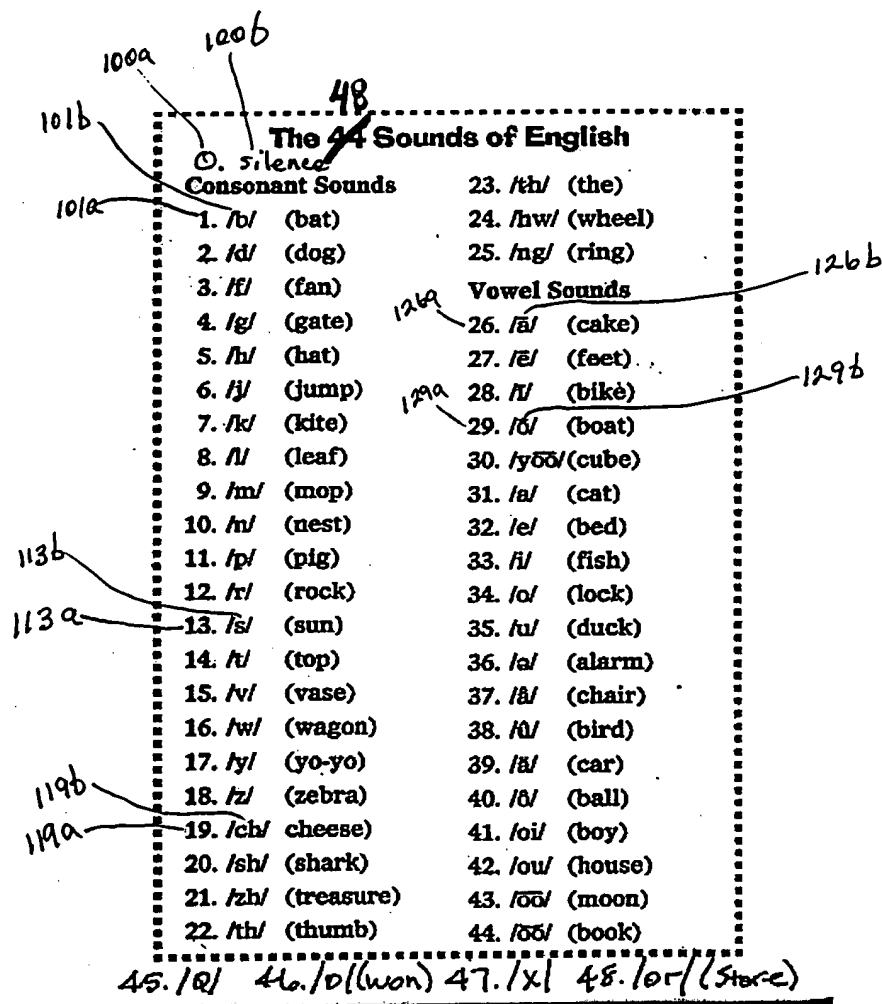 100a
120b
48
101b
The 44 Sounds of English
0. silence
Consonant Sounds
101a
1. /b/ (bat)
2. /d/ (dog)
3. /f/ (fan)
4. /g/ (gate)
5. /h/ (hat)
6. /j/ (jump)
7. /k/ (kite)
8. /l/ (leaf)
9. /m/ (mop)
10. /n/ (nest)
11. /p/ (pig)
113b
12. /r/ (rock)
113a
13. /s/ (sun)
14. /t/ (top)
15. /v/ (vase)
16. /w/ (wagon)
17. /y/ (yo-yo)
119b
18. /z/ (zebra)
119a
19. /ch/ cheese)
20. /sh/ (shark)
21. /zh/ (treasure)
22. /th/ (thumb)
23. /th/ (the)
24. /hw/ (wheel)
25. /ng/ (ring)
Vowel Sounds
126b
126a
26. /ā/ (cake)
27. /ē/ (feet)
28. /ī/ (bike)
129b
129a
29. /ō/ (boat)
30. /yo͞o/ (cube)
31. /a/ (cat)
32. /e/ (bed)
33. /i/ (fish)
34. /o/ (lock)
35. /u/ (duck)
36. /ə/ (alarm)
37. /â/ (chair)
38. /û/ (bird)
39. /ä/ (car)
40. /ô/ (ball)
41. /oi/ (boy)
42. /ou/ (house)
43. /o͞o/ (moon)
44. /o͝o/ (book)
45. /Q/ 46. /O/(won) 47. /X/ 48. /or/ (store)